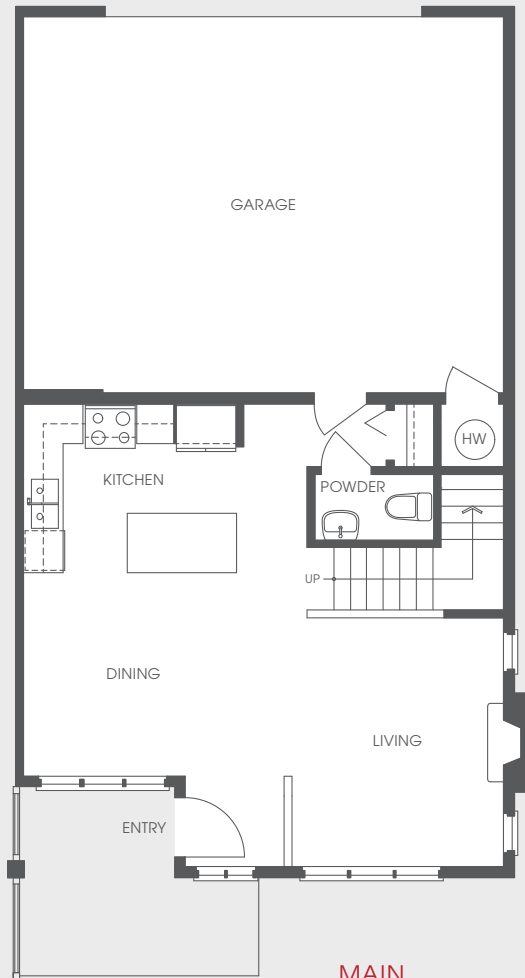 GARAGE
HW
KITCHEN
POWDER
UP
DINING
LIVING
ENTRY
MAIN